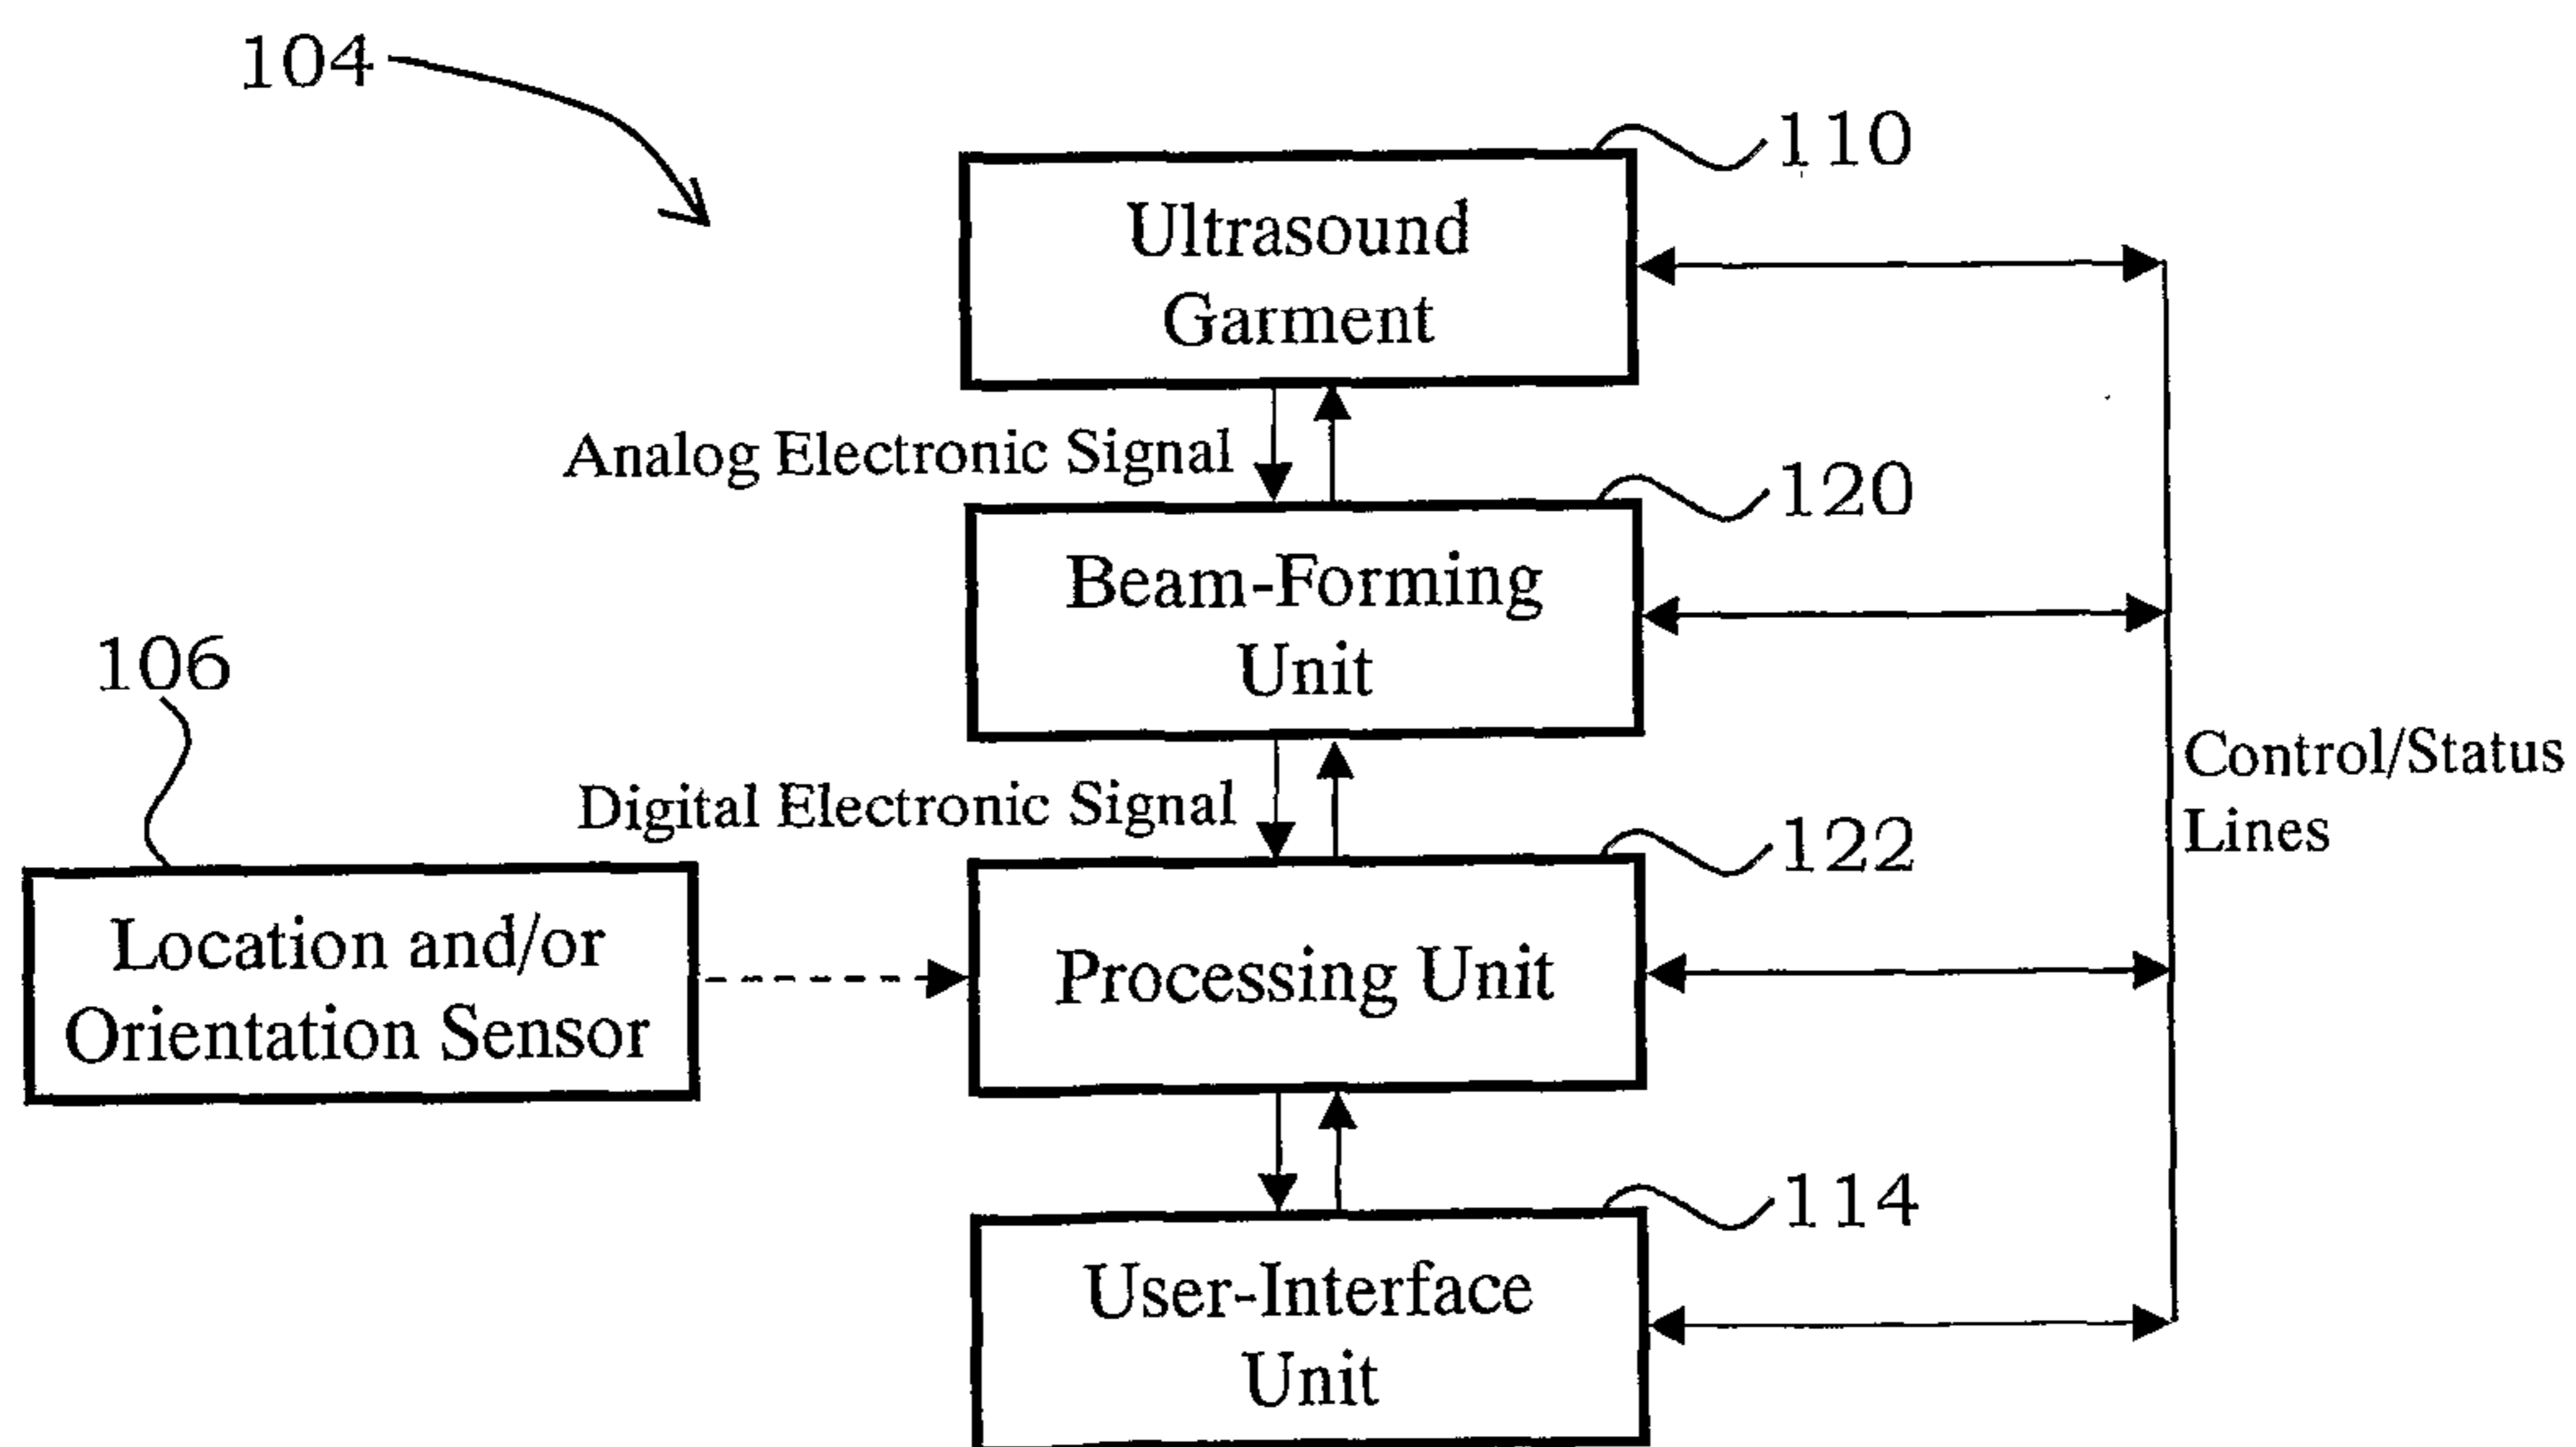 104
110
Ultrasound
Garment
Analog Electronic Signal
120
Beam-Forming
Unit
106
Control/Status
Lines
Digital Electronic Signal
122
Location and/or
Orientation Sensor
Processing Unit
114
User-Interface
Unit